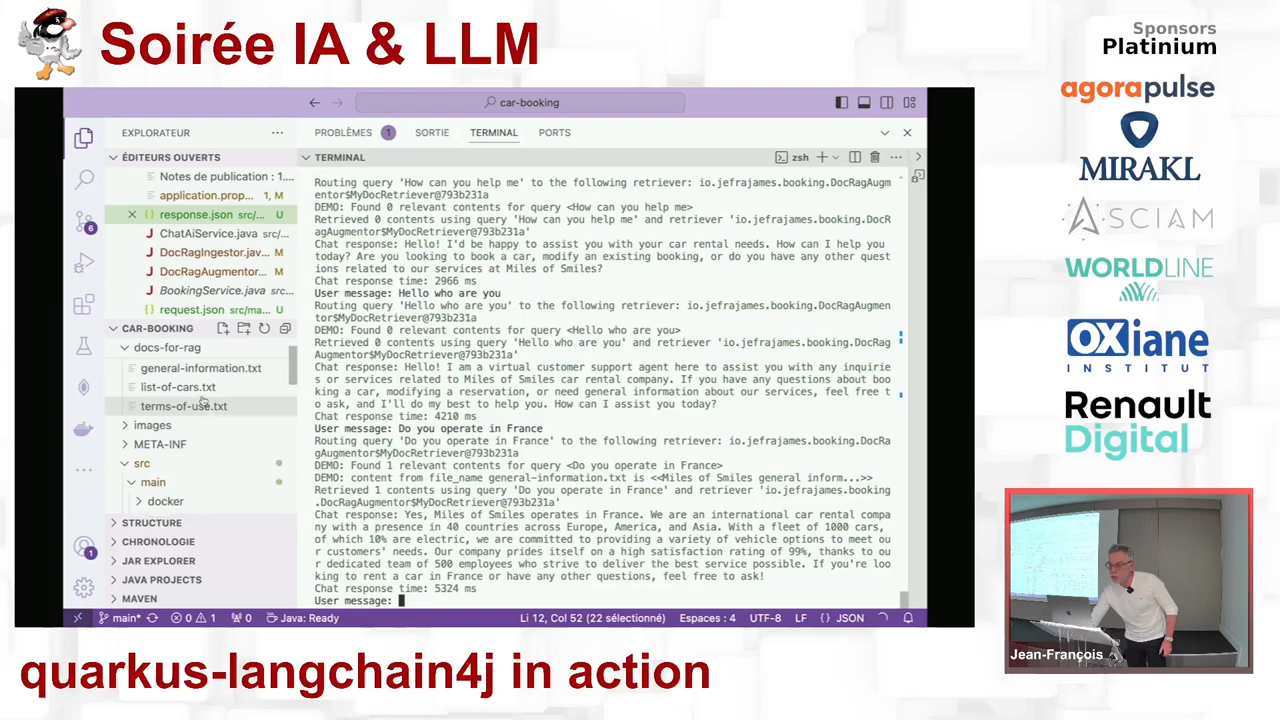 Soirée IA & LLM
Sponsors
Platinium
agorapulse
MIRAKL
ASCIAM
WORLDLINE
OXiane
INSTITUT
Renault
Digital
car-booking
EXPLORATEUR
PROBLÈMES 1 SORTIE TERMINAL PORTS
ÉDITEURS OUVERTS
TERMINAL
zsh
Notes de publication : 1....
application.prop... 1, M
response.json src/... U
ChatAiService.java src/...
DocRagIngestor.jav... M
DocRagAugmentor... M
BookingService.java src/...
request.json src/ma... U
CAR-BOOKING
docs-for-rag
general-information.txt
list-of-cars.txt
terms-of-use.txt
images
META-INF
src
main
docker
STRUCTURE
CHRONOLOGIE
JAR EXPLORER
JAVA PROJECTS
MAVEN
6
1
Routing query 'How can you help me' to the following retriever: io.jefrajames.booking.DocRagAugm
entor$MyDocRetriever@793b231a
DEMO: Found 0 relevant contents for query <How can you help me>
Retrieved 0 contents using query 'How can you help me' and retriever 'io.jefrajames.booking.DocR
agAugmentor$MyDocRetriever@793b231a'
Chat response: Hello! I'd be happy to assist you with your car rental needs. How can I help you
today? Are you looking to book a car, modify an existing booking, or do you have any other quest
ions related to our services at Miles of Smiles?
Chat response time: 2966 ms
User message: Hello who are you
Routing query 'Hello who are you' to the following retriever: io.jefrajames.booking.DocRagAugmen
tor$MyDocRetriever@793b231a
DEMO: Found 0 relevant contents for query <Hello who are you>
Retrieved 0 contents using query 'Hello who are you' and retriever 'io.jefrajames.booking.DocRag
Augmentor$MyDocRetriever@793b231a'
Chat response: Hello! I am a virtual customer support agent here to assist you with any inquirie
s or services related to Miles of Smiles car rental company. If you have any questions about boo
king a car, modifying a reservation, or need general information about our services, feel free t
o ask, and I'll do my best to help you. How can I assist you today?
Chat response time: 4210 ms
User message: Do you operate in France
Routing query 'Do you operate in France' to the following retriever: io.jefrajames.booking.DocRa
gAugmentor$MyDocRetriever@793b231a
DEMO: Found 1 relevant contents for query <Do you operate in France>
DEMO: content from file_name general-information.txt is <<Miles of Smiles general inform...>>
Retrieved 1 contents using query 'Do you operate in France' and retriever 'io.jefrajames.booking
.DocRagAugmentor$MyDocRetriever@793b231a'
Chat response: Yes, Miles of Smiles operates in France. We are an international car rental compa
ny with a presence in 40 countries across Europe, America, and Asia. With a fleet of 1000 cars,
of which 10% are electric, we are committed to providing a variety of vehicle options to meet ou
r customers' needs. Our company prides itself on a high satisfaction rating of 99%, thanks to ou
r dedicated team of 500 employees who strive to deliver the best service possible. If you're loo
king to rent a car in France or have any other questions, feel free to ask!
Chat response time: 5324 ms
User message:
main* 0 1 0 Java: Ready Li 12, Col 52 (22 sélectionné) Espaces : 4 UTF-8 LF {} JSON
Jean-François
quarkus-langchain4j in action